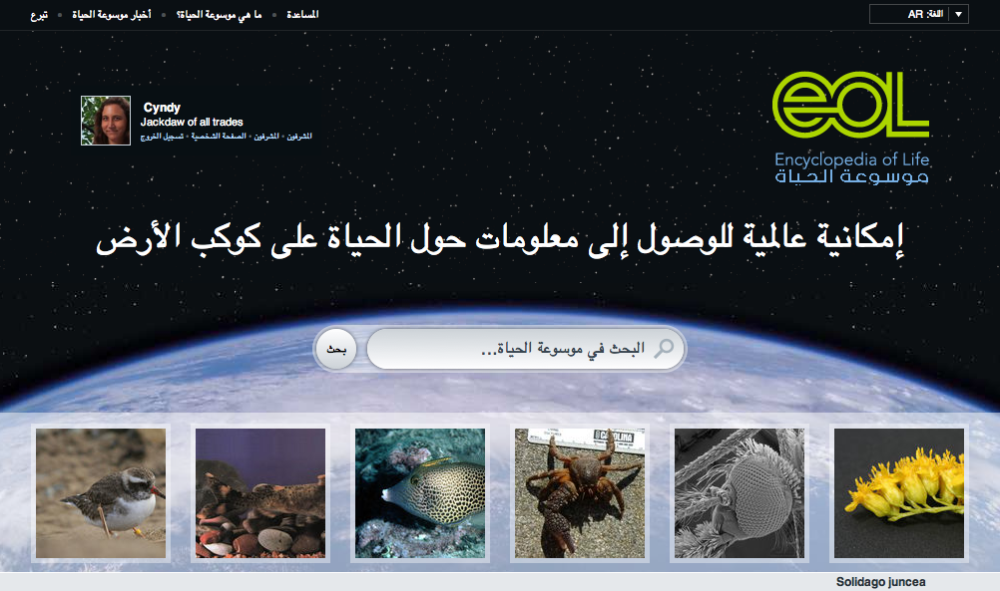 اللغة: AR
المساعدة • ما هي موسوعة الحياة؟ • أخبار موسوعة الحياة • تبرع
eOL
Encyclopedia of Life
موسوعة الحياة
Cyndy
Jackdaw of all trades
المشرفين • المشرفين • الصفحة الشخصية • تسجيل الخروج
إمكانية عالمية للوصول إلى معلومات حول الحياة على كوكب الأرض
البحث في موسوعة الحياة...
بحث
CAROLINA
Solidago juncea